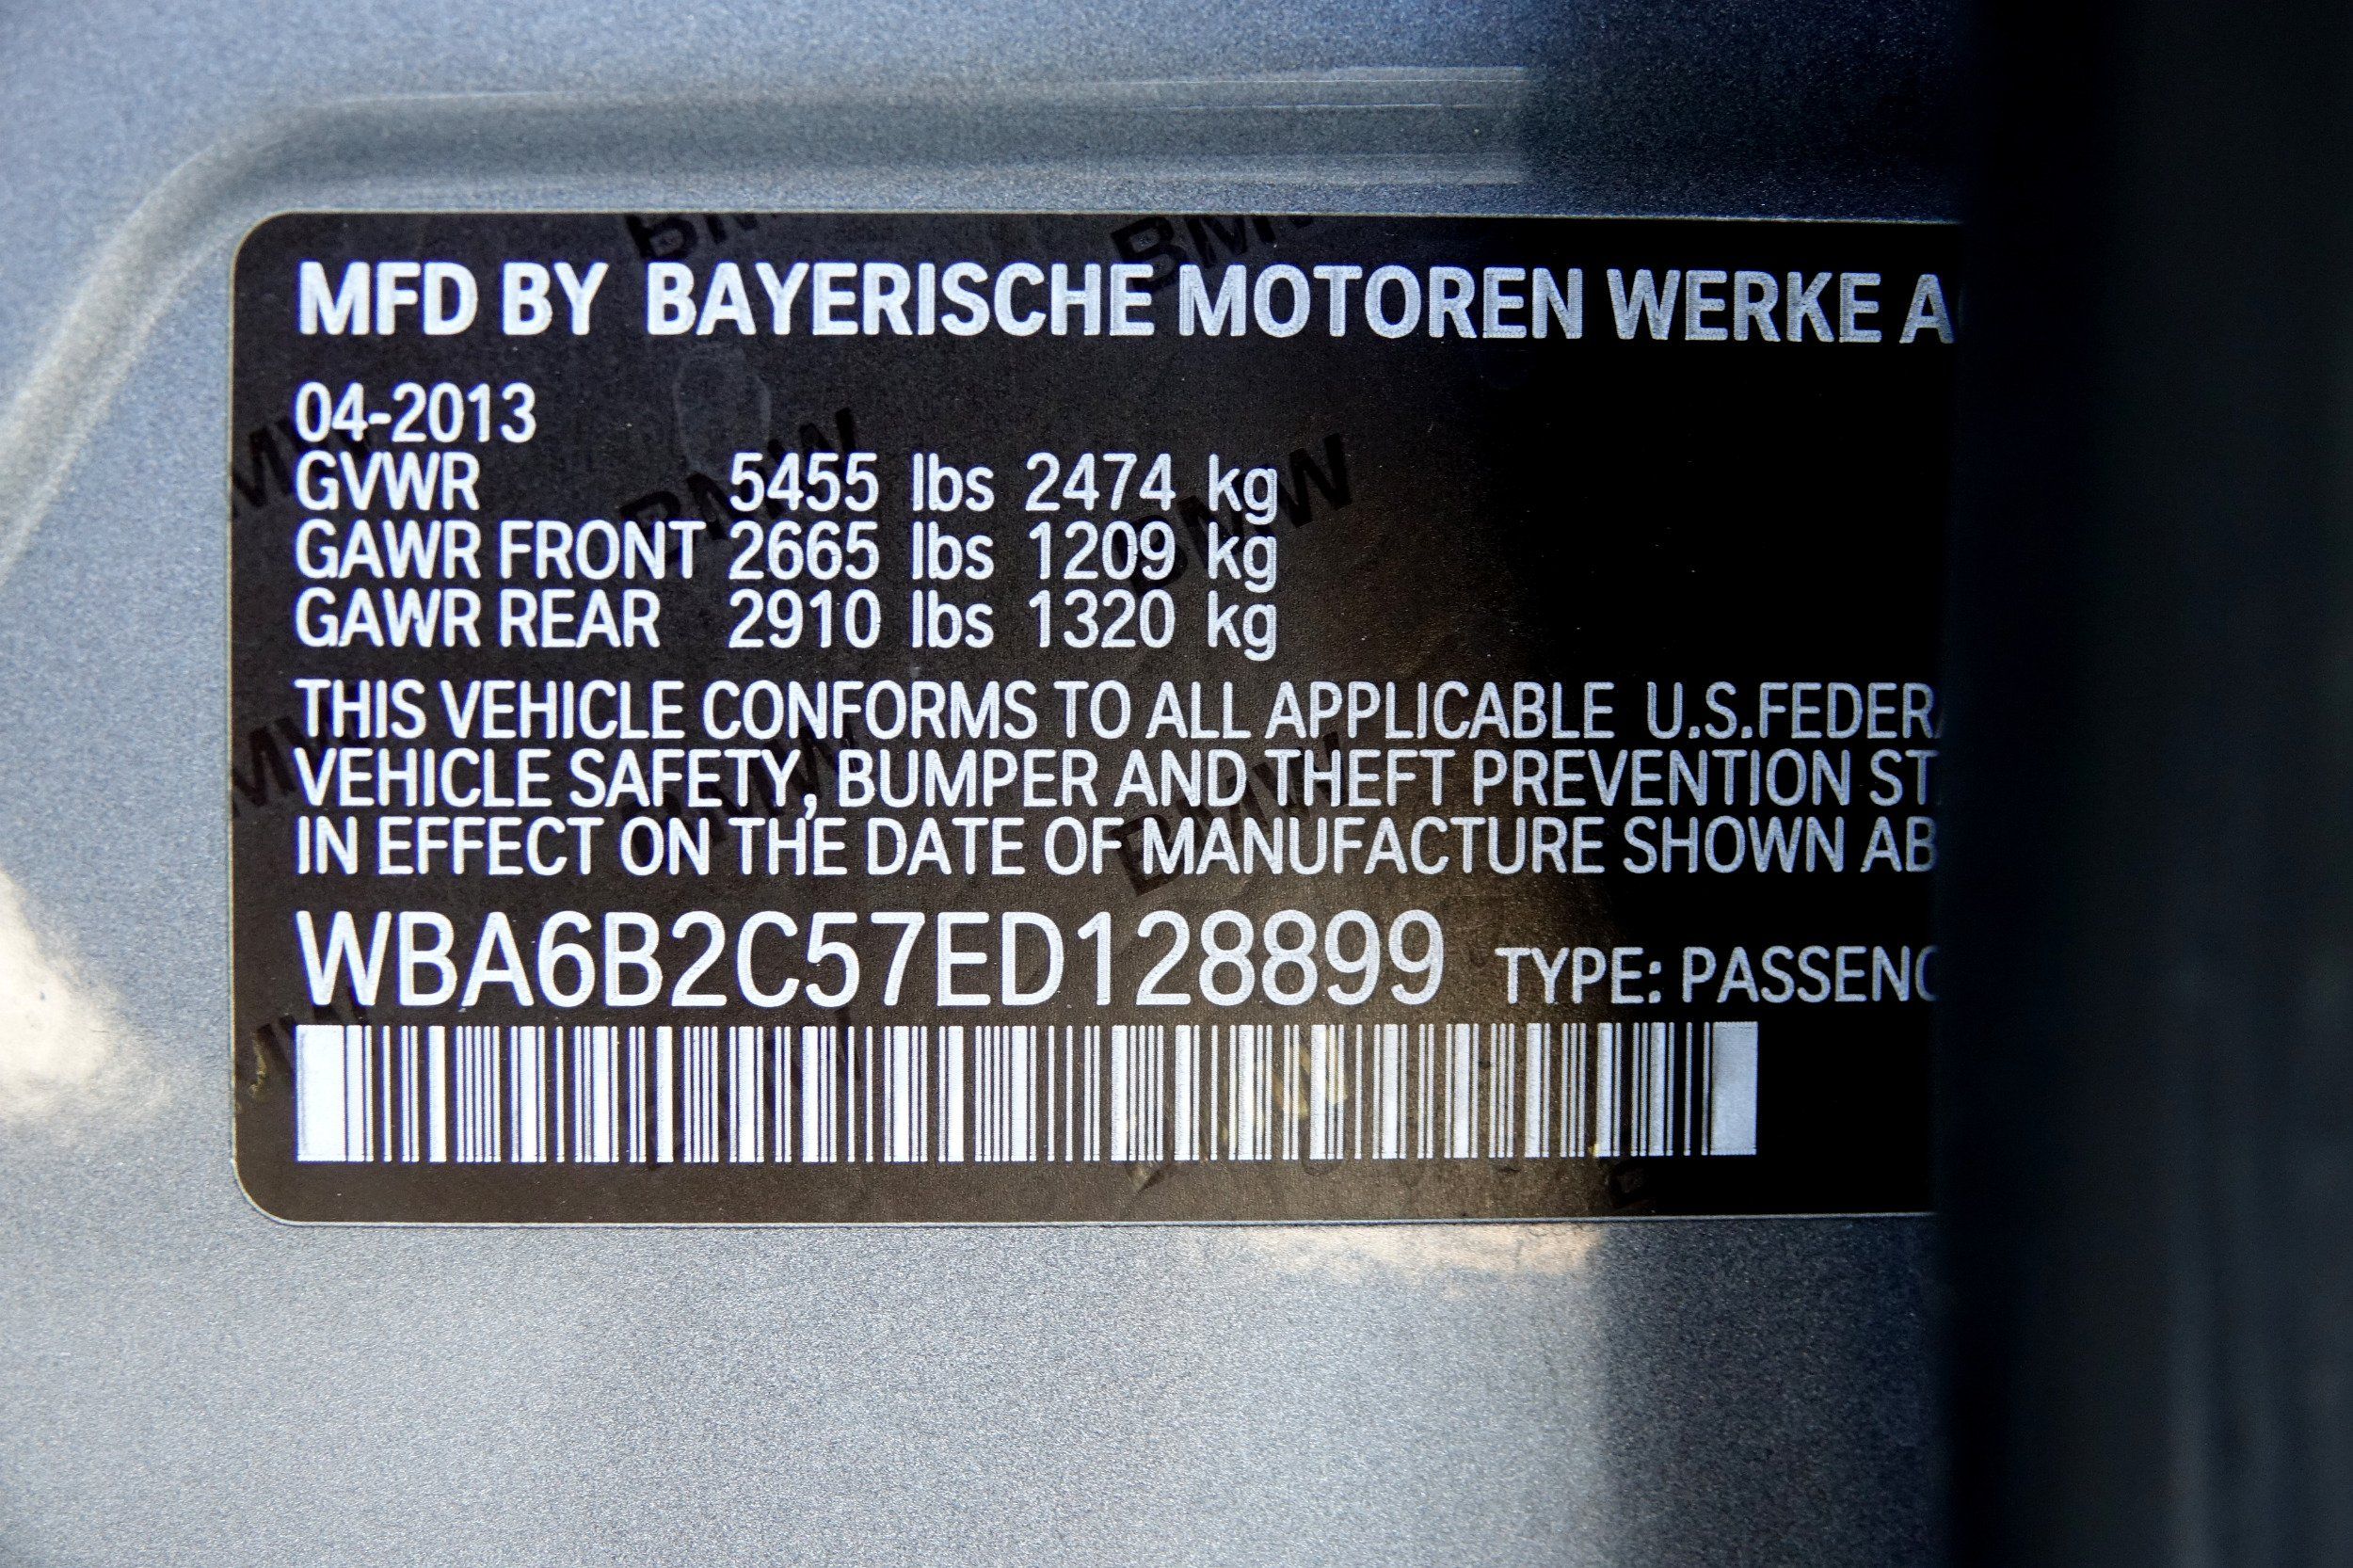 MFD BY BAYERISCHE MOTOREN WERKE
04-2013
GVWR 5455 lbs 2474 kg
GAWR FRONT 2665 lbs 1209 kg
GAWR REAR 2910 lbs 1320 kg
THIS VEHICLE CONFORMS TO ALL APPLICABLE U.S.FEDERA
VEHICLE SAFETY, BUMPER AND THEFT PREVENTION ST
IN EFFECT ON THE DATE OF MANUFACTURE SHOWN AB
WBA6B2C57ED128899 TYPE: PASSENG